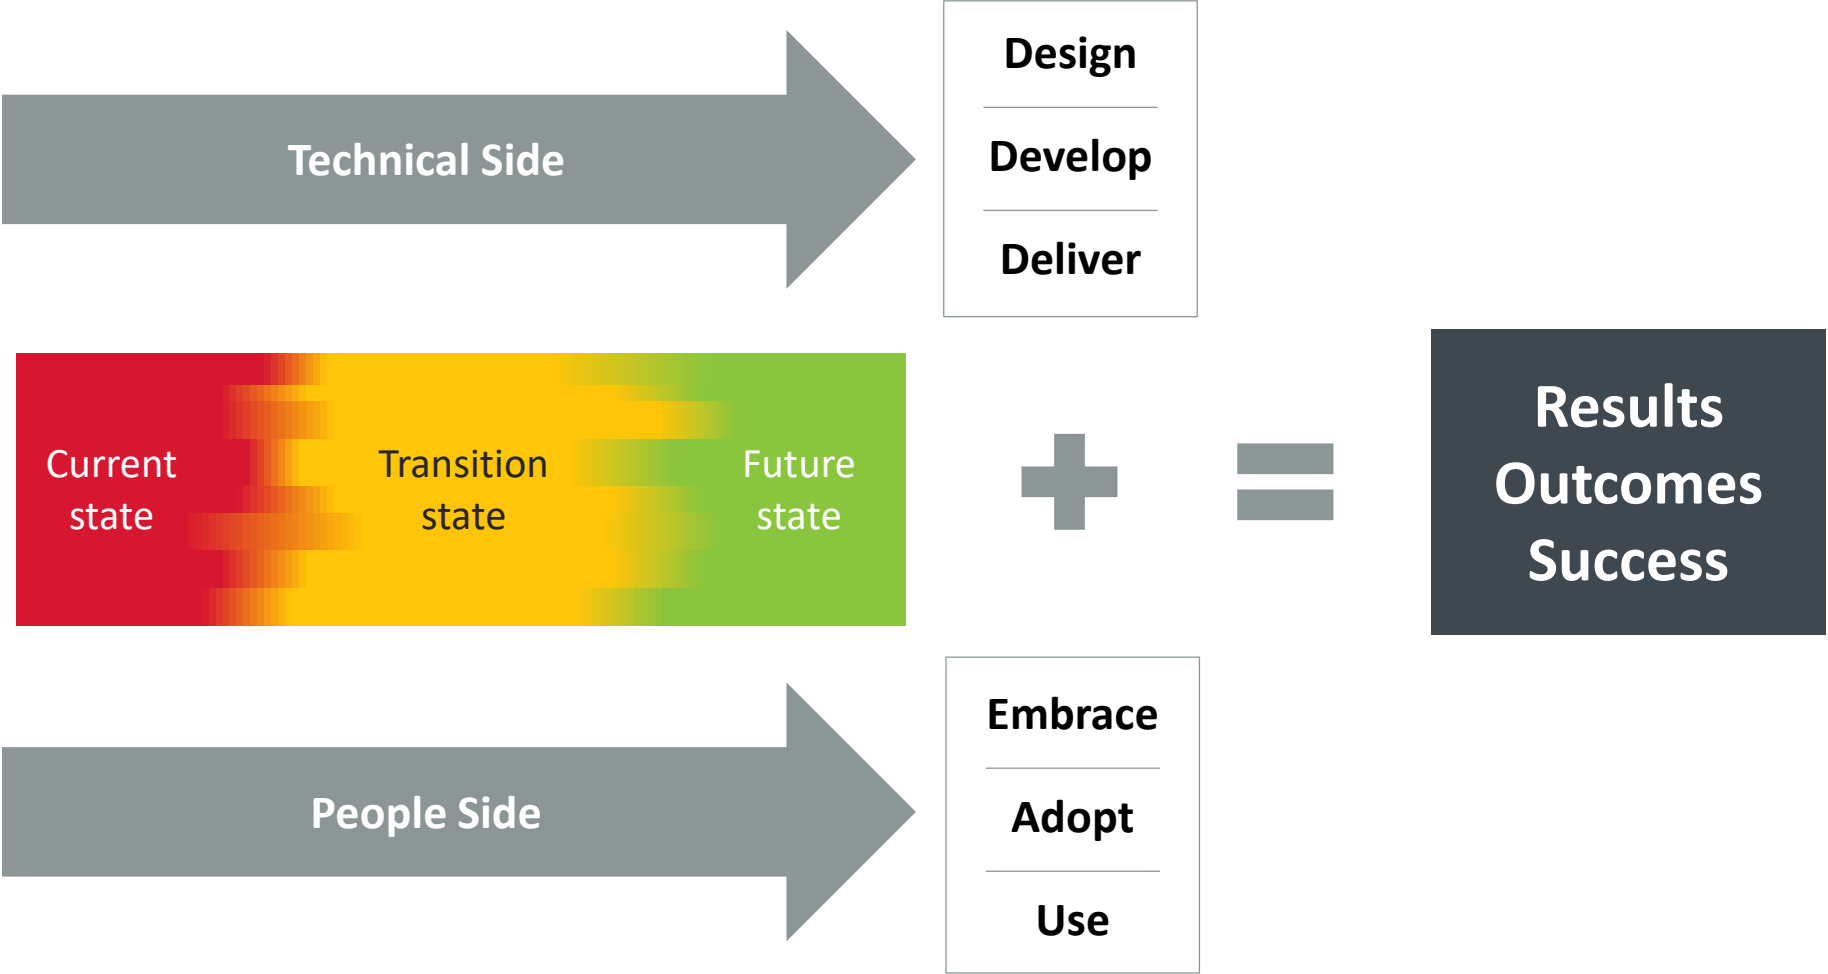 Technical Side
Design
Develop
Deliver
Current
state
Transition
state
Future
state
Results
Outcomes
Success
People Side
Embrace
Adopt
Use